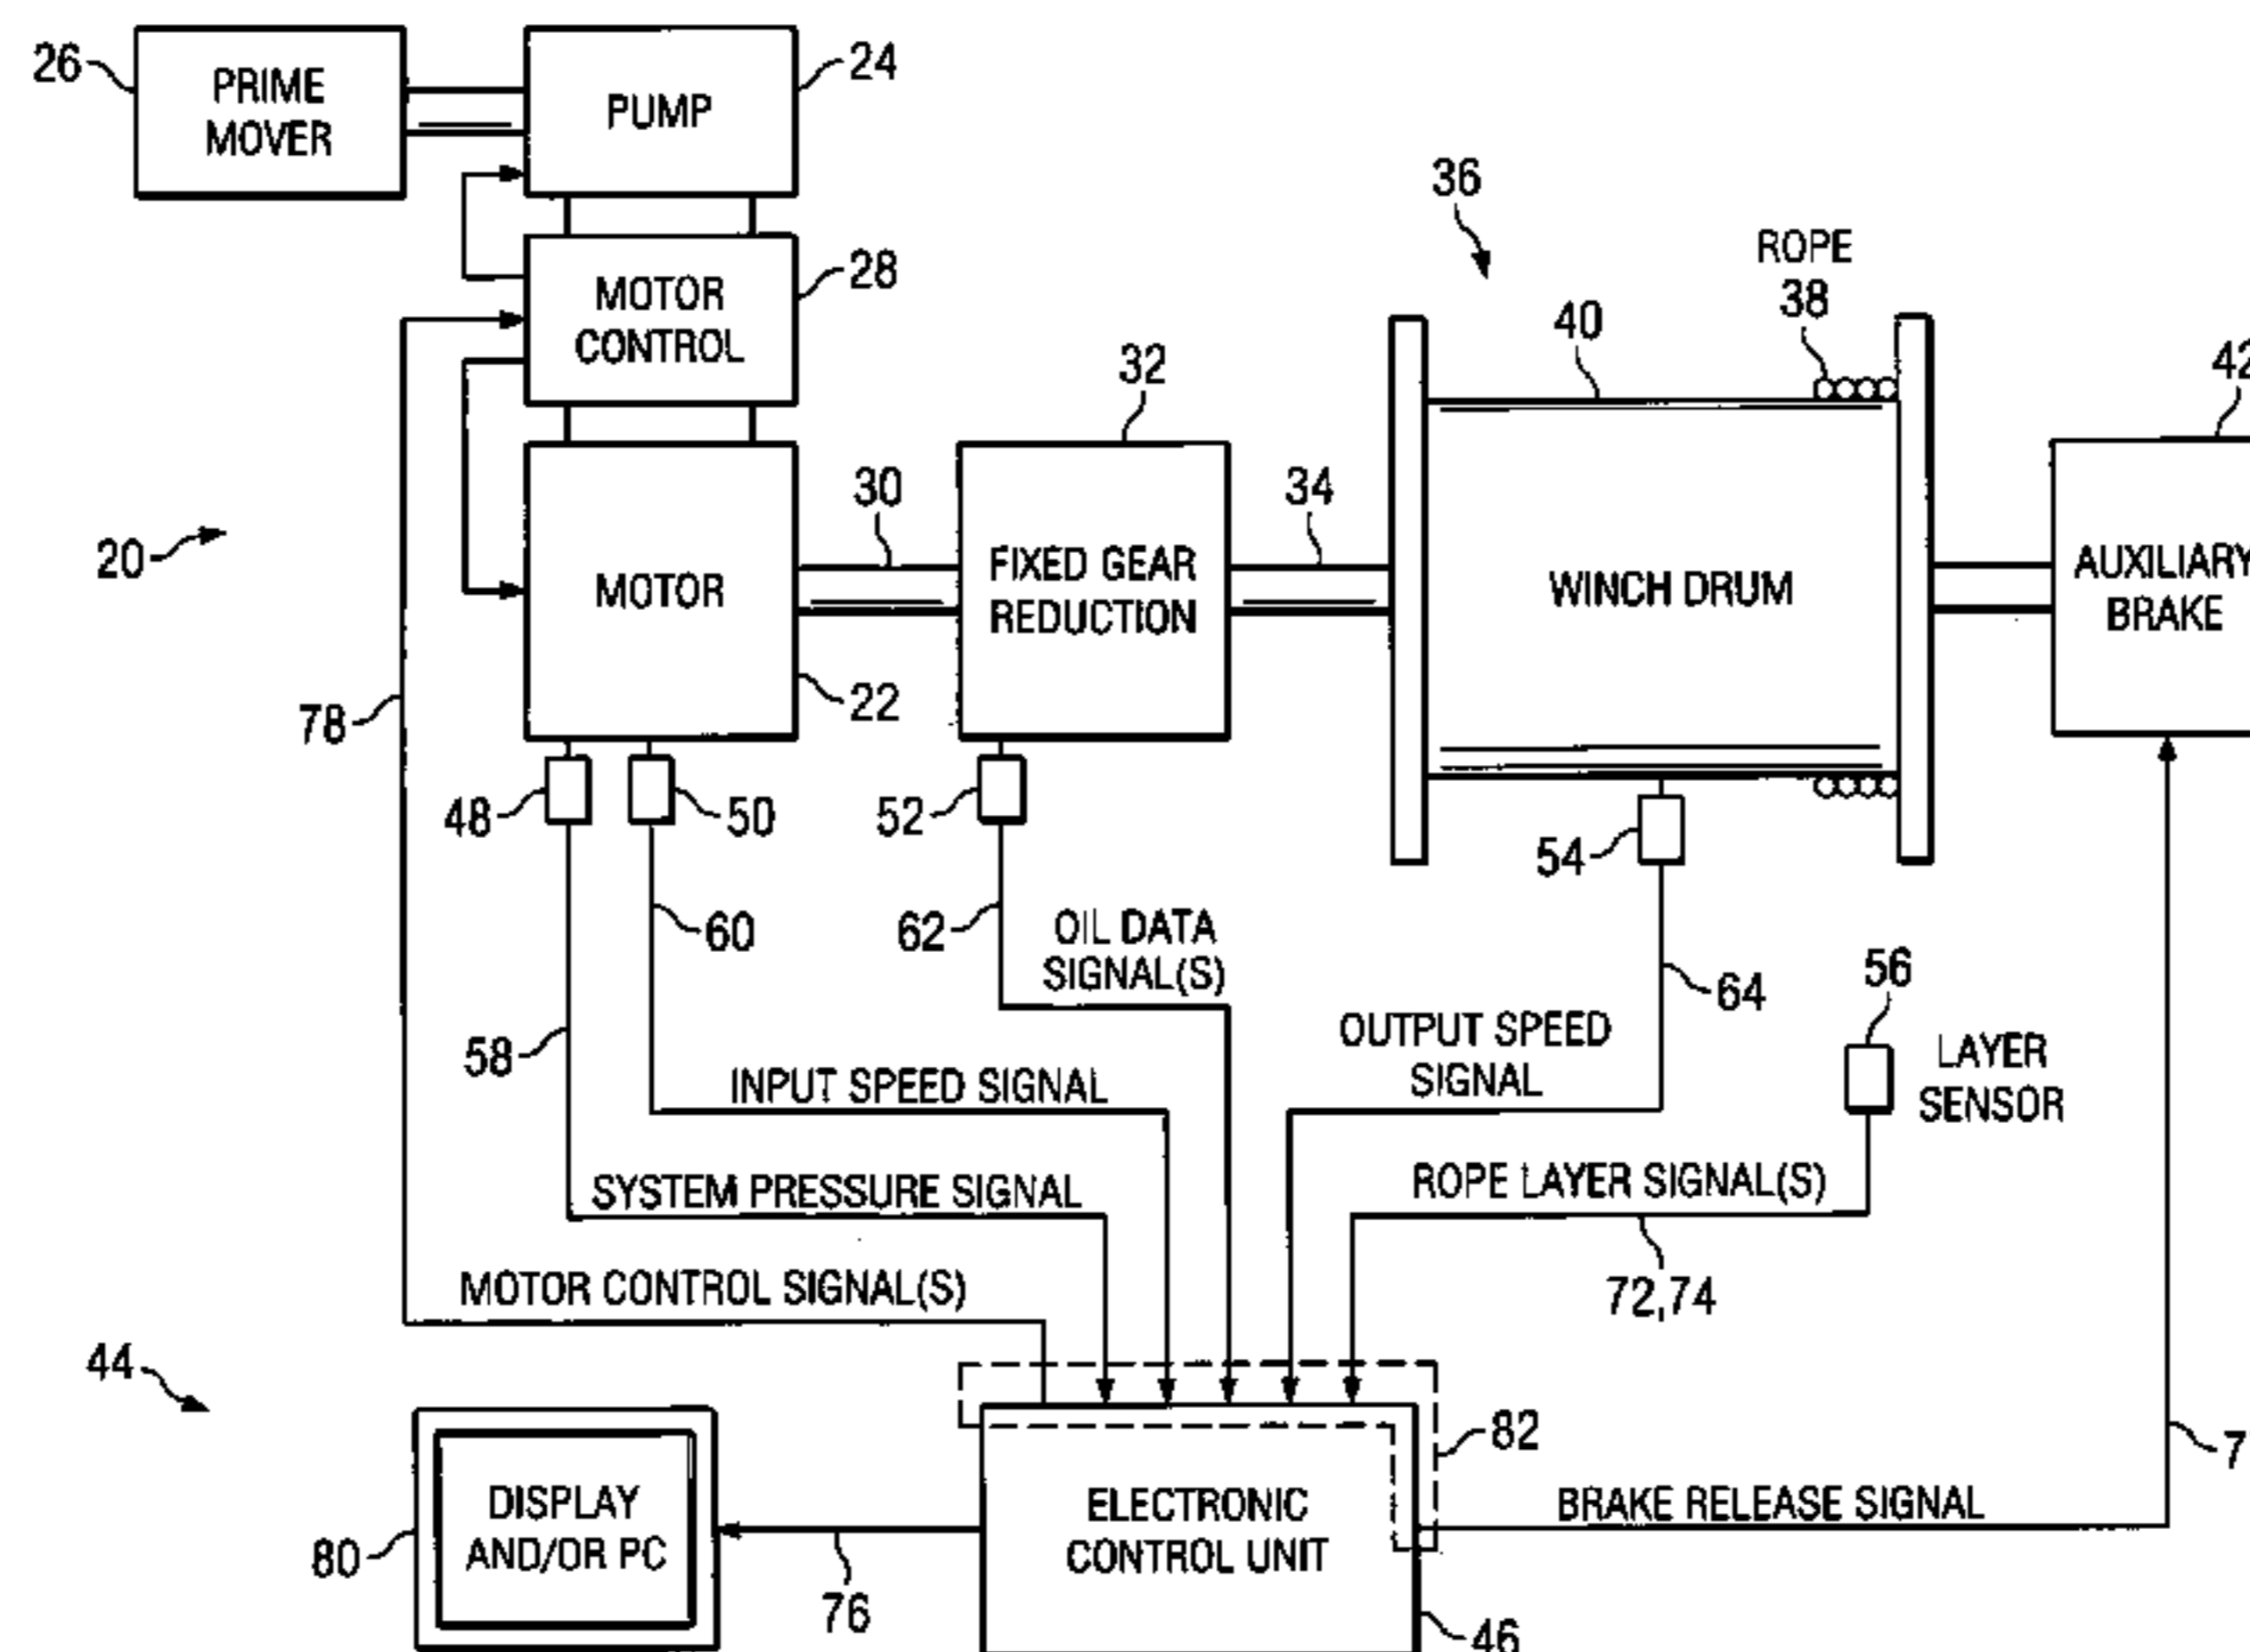 26
PRIME
MOVER
PUMP
24
MOTOR
CONTROL
28
36
ROPE
38
40
32
42
30
34
20
MOTOR
FIXED GEAR
REDUCTION
WINCH DRUM
AUXILIARY
BRAKE
22
78
48
50
52
54
60
62
OIL DATA
SIGNAL(S)
64
56
58
OUTPUT SPEED
SIGNAL
LAYER
SENSOR
INPUT SPEED SIGNAL
SYSTEM PRESSURE SIGNAL
ROPE LAYER SIGNAL(S)
MOTOR CONTROL SIGNAL(S)
72,74
44
82
7
DISPLAY
AND/OR PC
ELECTRONIC
CONTROL UNIT
BRAKE RELEASE SIGNAL
80
76
46